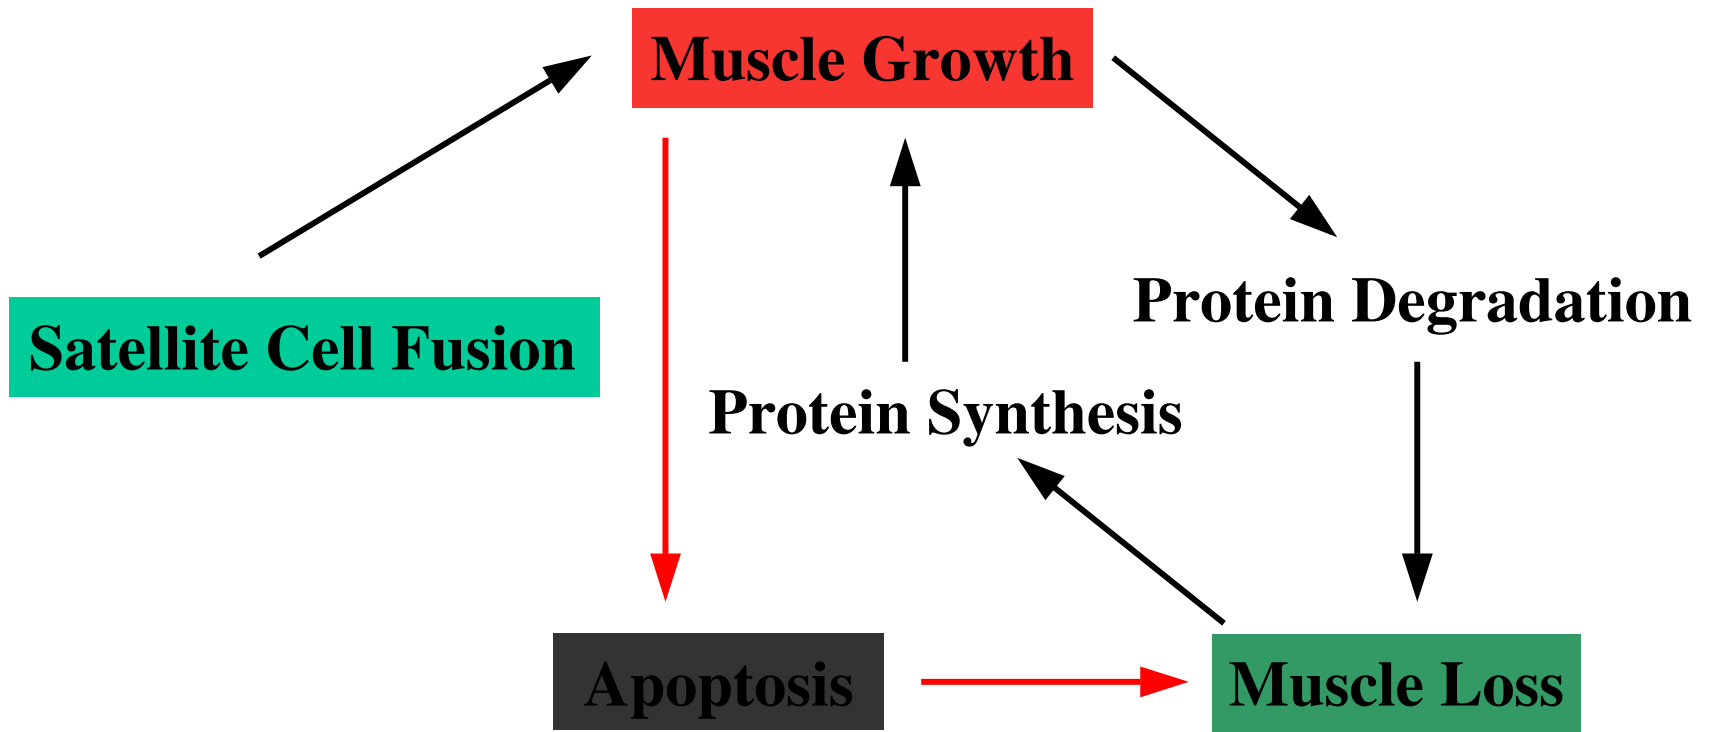 Muscle Growth
Protein Degradation
Satellite Cell Fusion
Protein Synthesis
Apoptosis
Muscle Loss